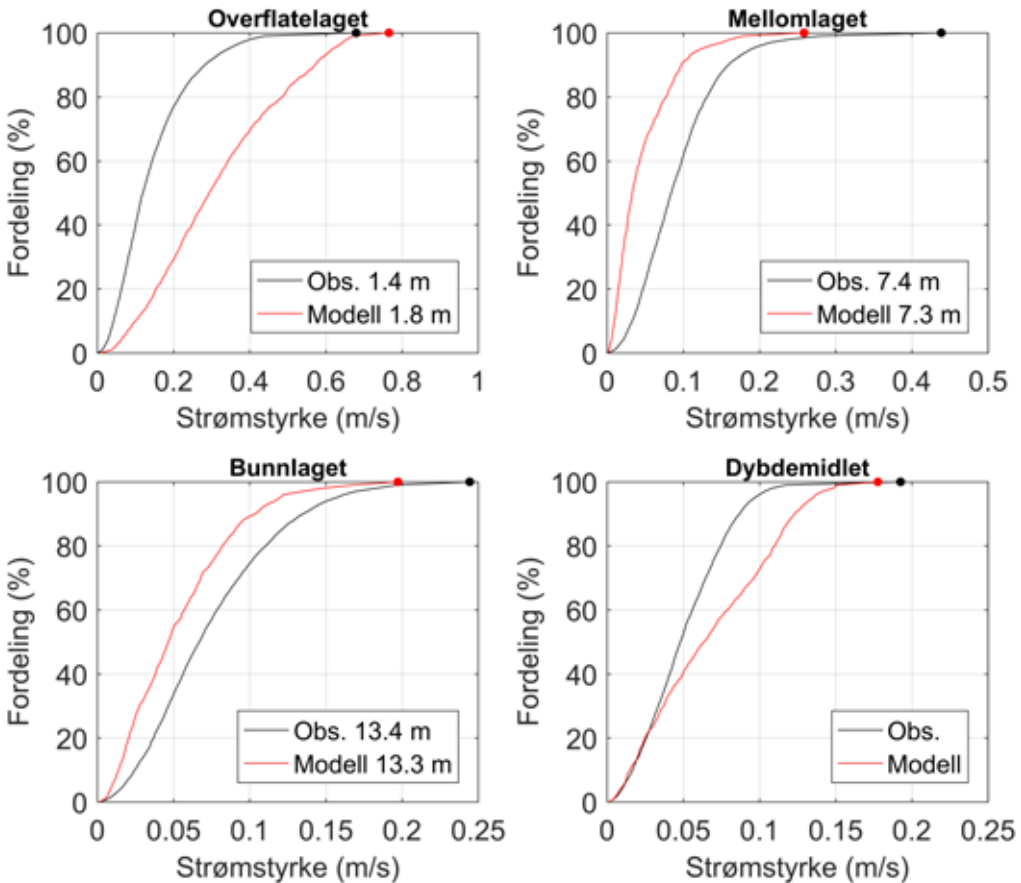 Overflatelaget
Fordeling (%)
100
80
60
40
20
0
Obs. 1.4 m
Modell 1.8 m
0 0.2 0.4 0.6 0.8 1
Strømstyrke (m/s)
Mellomlaget
Fordeling (%)
100
80
60
40
20
0
Obs. 7.4 m
Modell 7.3 m
0 0.1 0.2 0.3 0.4 0.5
Strømstyrke (m/s)
Bunnlaget
Fordeling (%)
100
80
60
40
20
0
Obs. 13.4 m
Modell 13.3 m
0 0.05 0.1 0.15 0.2 0.25
Strømstyrke (m/s)
Dybdemidlet
Fordeling (%)
100
80
60
40
20
0
Obs.
Modell
0 0.05 0.1 0.15 0.2 0.25
Strømstyrke (m/s)